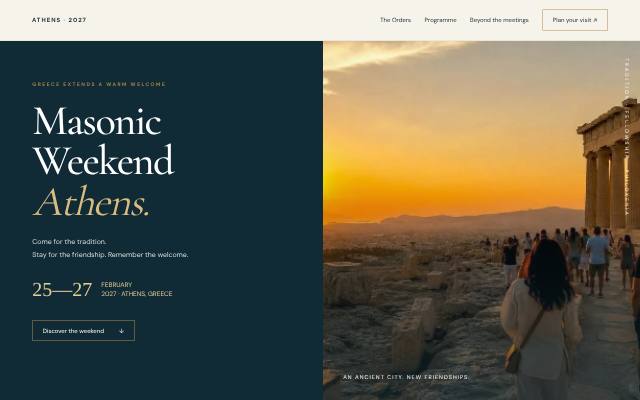 ATHENS · 2027
The Orders
Programme
Beyond the meetings
Plan your visit ↗
GREECE EXTENDS A WARM WELCOME
Masonic
Weekend
Athens.
Come for the tradition.
Stay for the friendship. Remember the welcome.
25—27
FEBRUARY
2027 · ATHENS, GREECE
Discover the weekend ↓
TRADITION · FELLOWSHIP · PHILOXENIA
AN ANCIENT CITY. NEW FRIENDSHIPS.